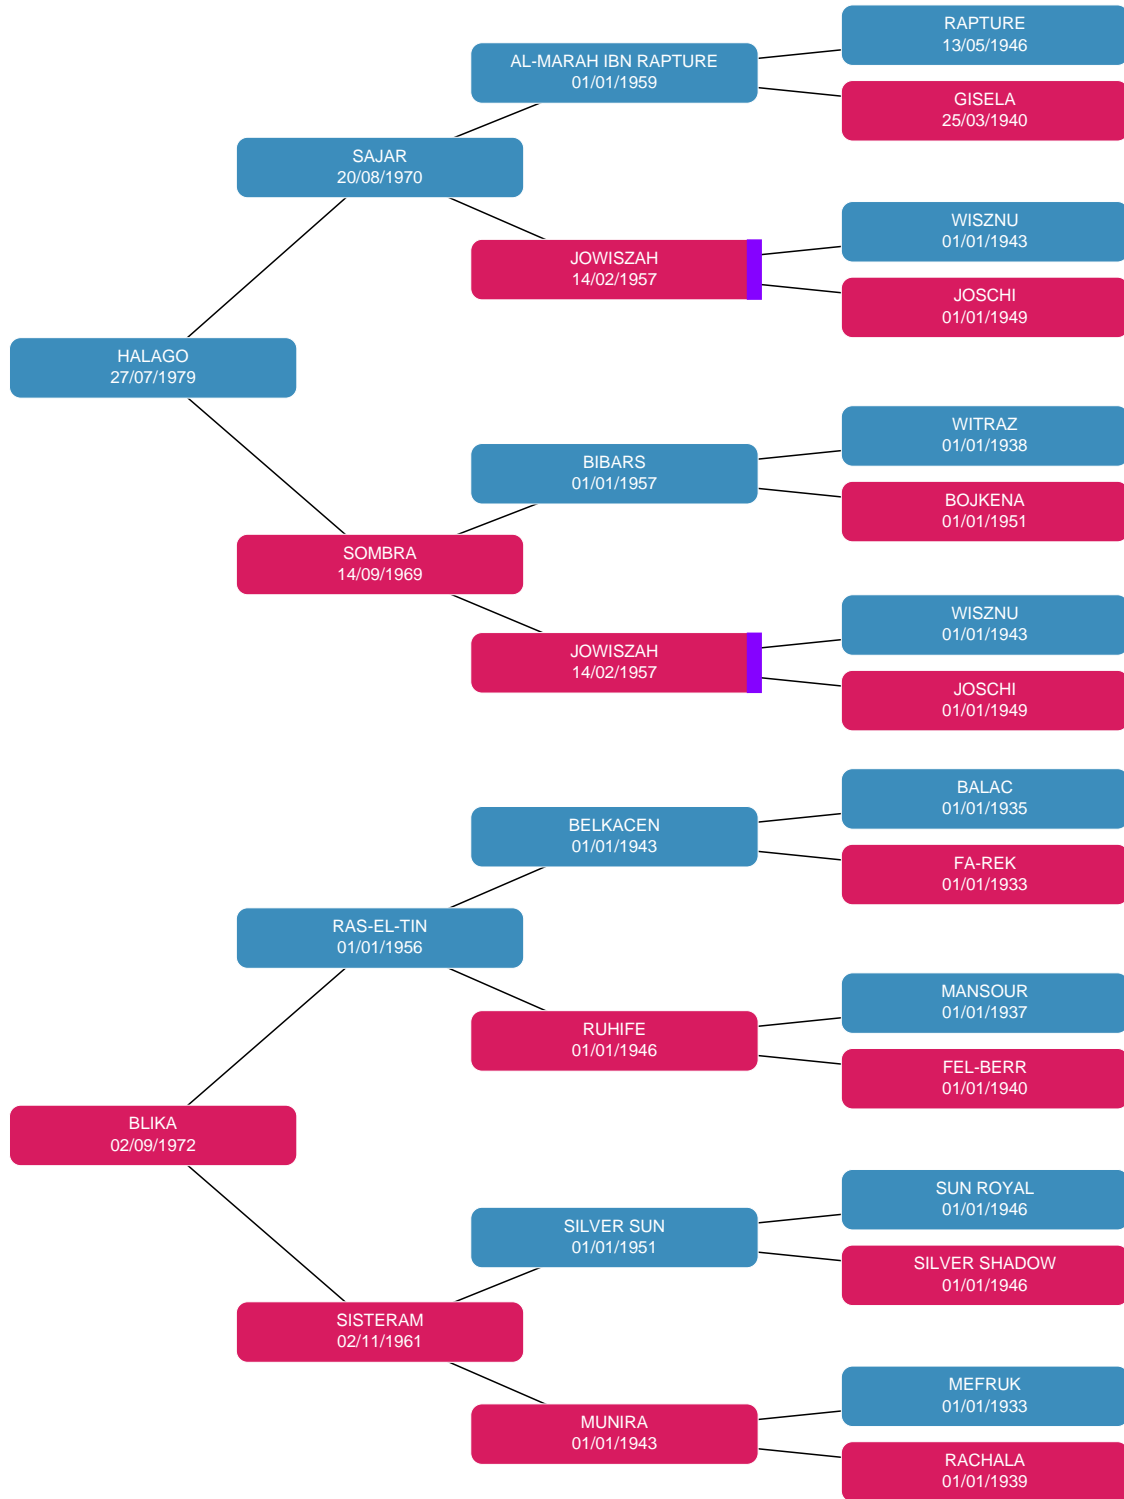 RAPTURE
13/05/1946
AL-MARAH IBN RAPTURE
01/01/1959
GISELA
25/03/1940
SAJAR
20/08/1970
WISZNU
01/01/1943
JOWISZAH
14/02/1957
JOSCHI
01/01/1949
HALAGO
27/07/1979
WITRAZ
01/01/1938
BIBARS
01/01/1957
BOJKENA
01/01/1951
SOMBRA
14/09/1969
WISZNU
01/01/1943
JOWISZAH
14/02/1957
JOSCHI
01/01/1949
BALAC
01/01/1935
BELKACEN
01/01/1943
FA-REK
01/01/1933
RAS-EL-TIN
01/01/1956
MANSOUR
01/01/1937
RUHIFE
01/01/1946
FEL-BERR
01/01/1940
BLIKA
02/09/1972
SUN ROYAL
01/01/1946
SILVER SUN
01/01/1951
SILVER SHADOW
01/01/1946
SISTERAM
02/11/1961
MEFRUK
01/01/1933
MUNIRA
01/01/1943
RACHALA
01/01/1939